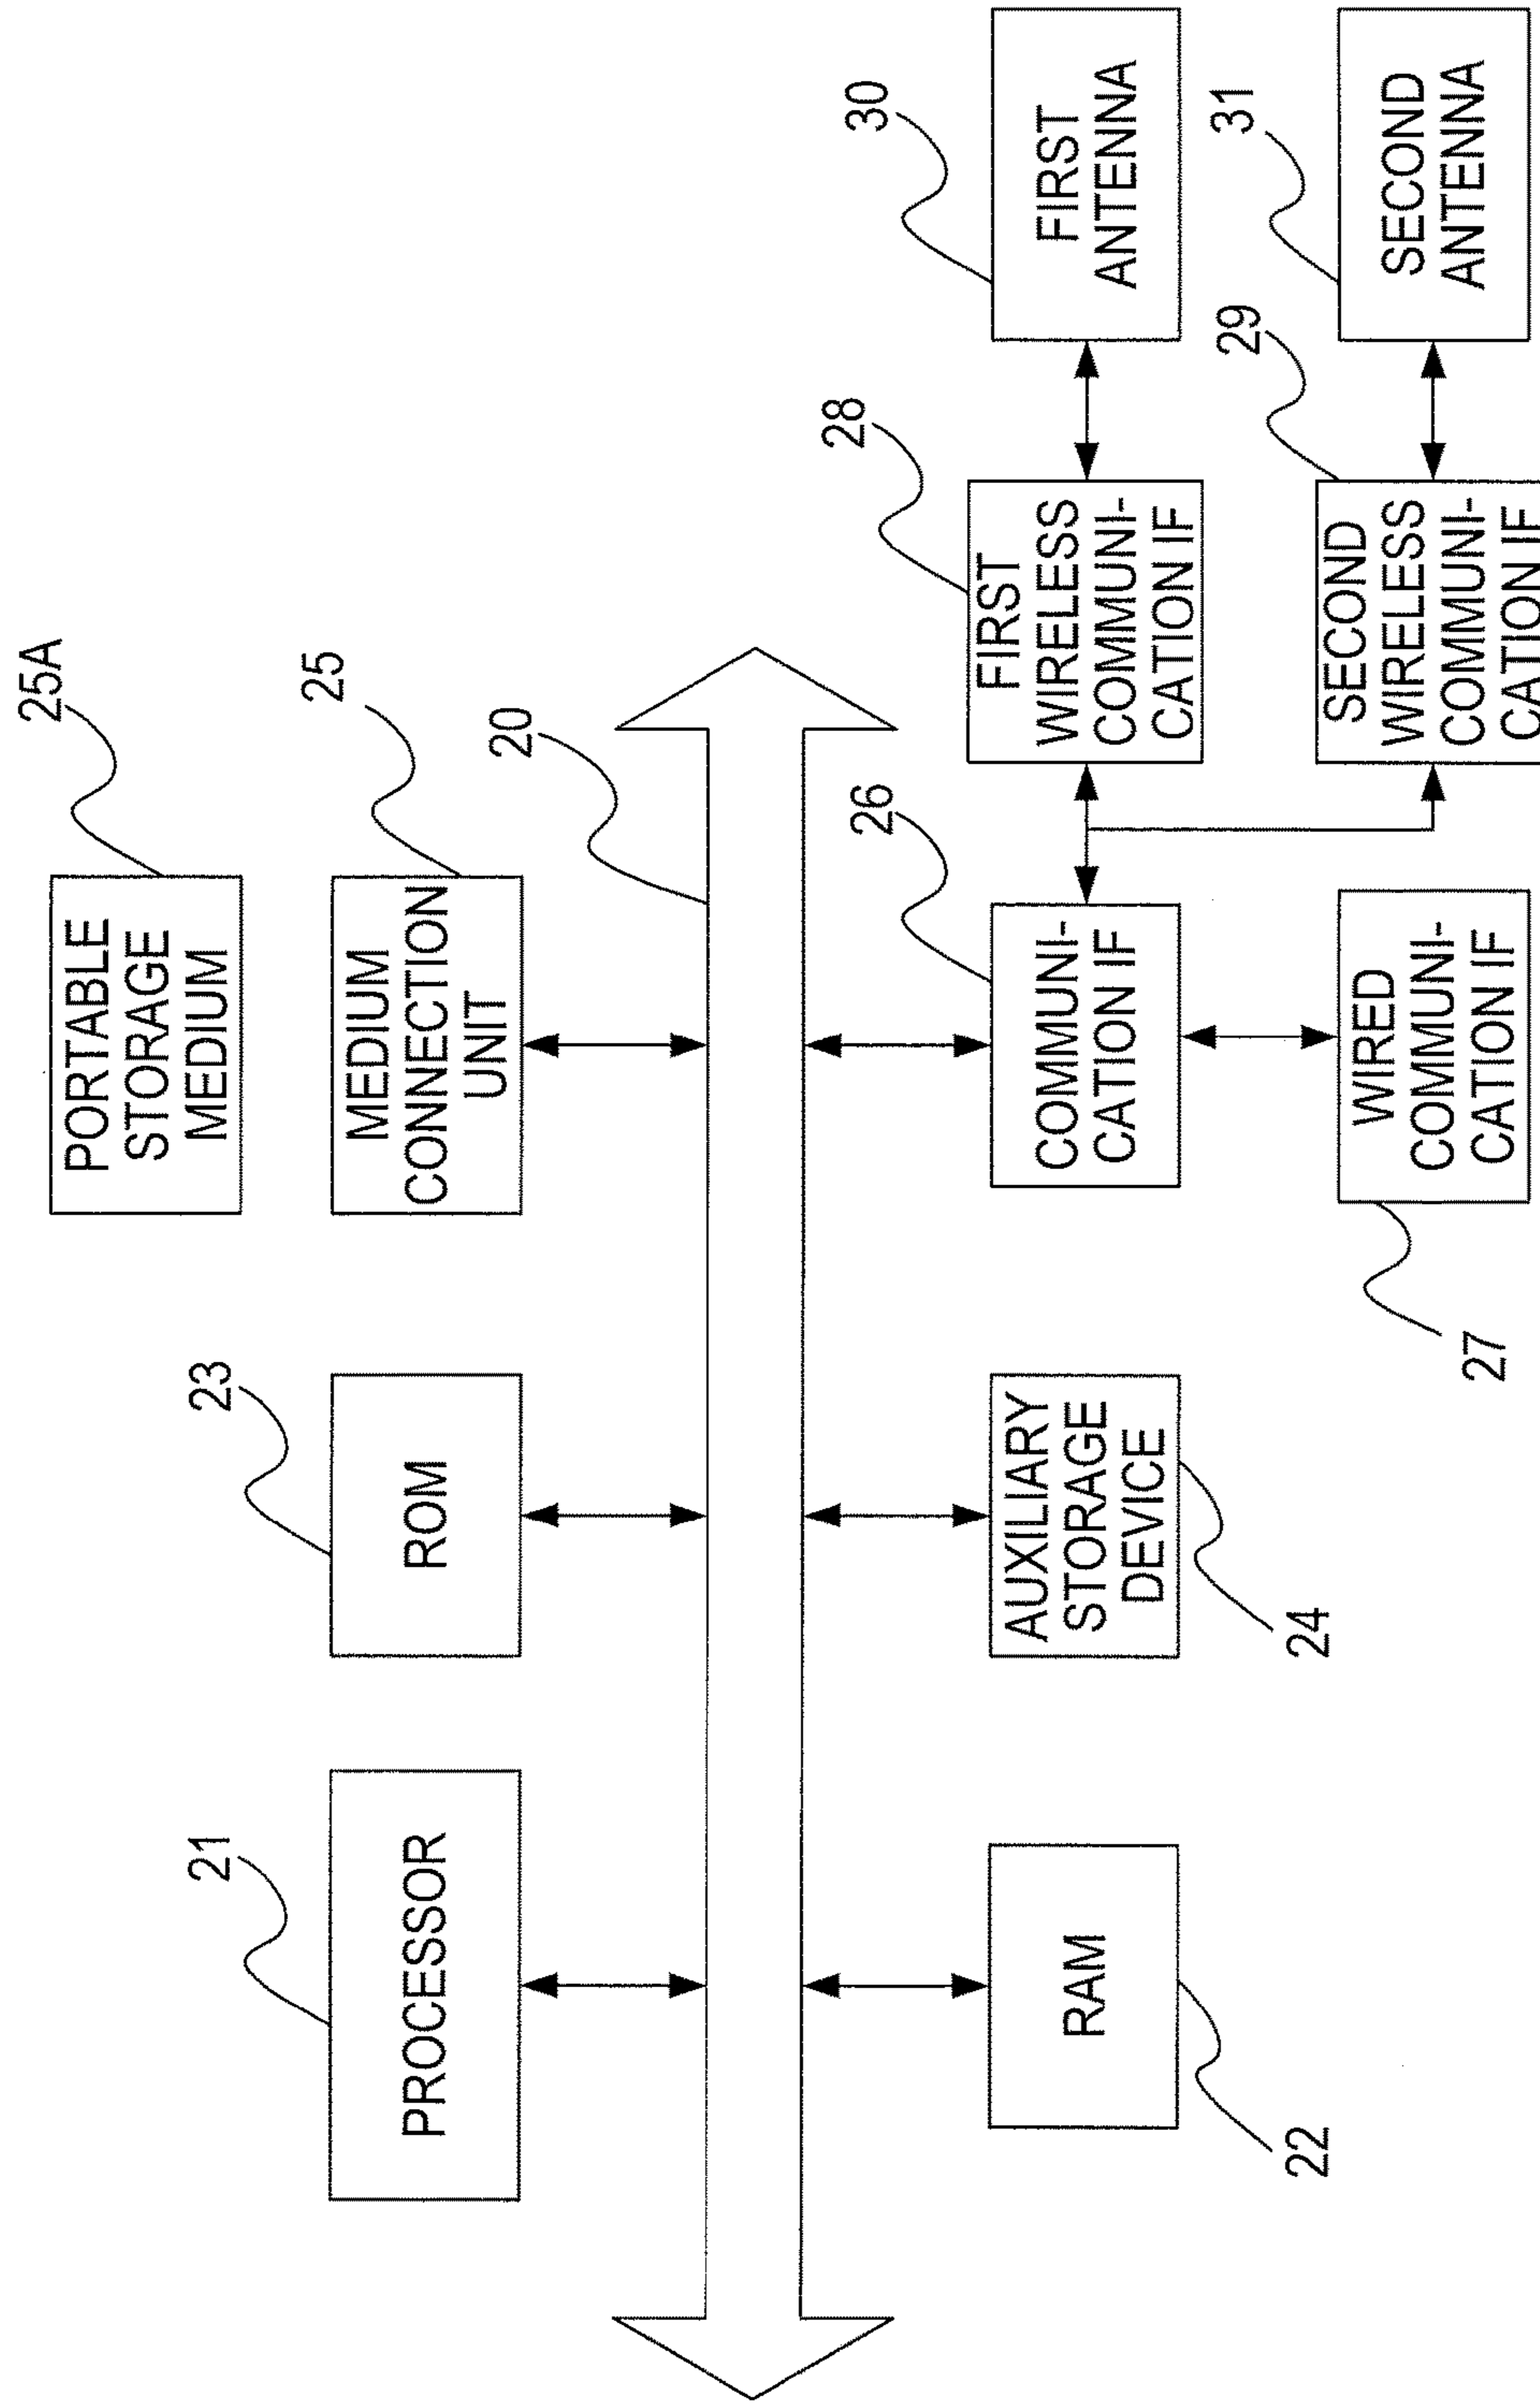 25A
PORTABLE
STORAGE
MEDIUM
21
PROCESSOR
23
ROM
25
MEDIUM
CONNECTION
UNIT
20
RAM
22
AUXILIARY
STORAGE
DEVICE
24
26
COMMUNI-
CATION IF
WIRED
COMMUNI-
CATION IF
27
28
FIRST
WIRELESS
COMMUNI-
CATION IF
29
SECOND
WIRELESS
COMMUNI-
CATION IF
30
FIRST
ANTENNA
31
SECOND
ANTENNA